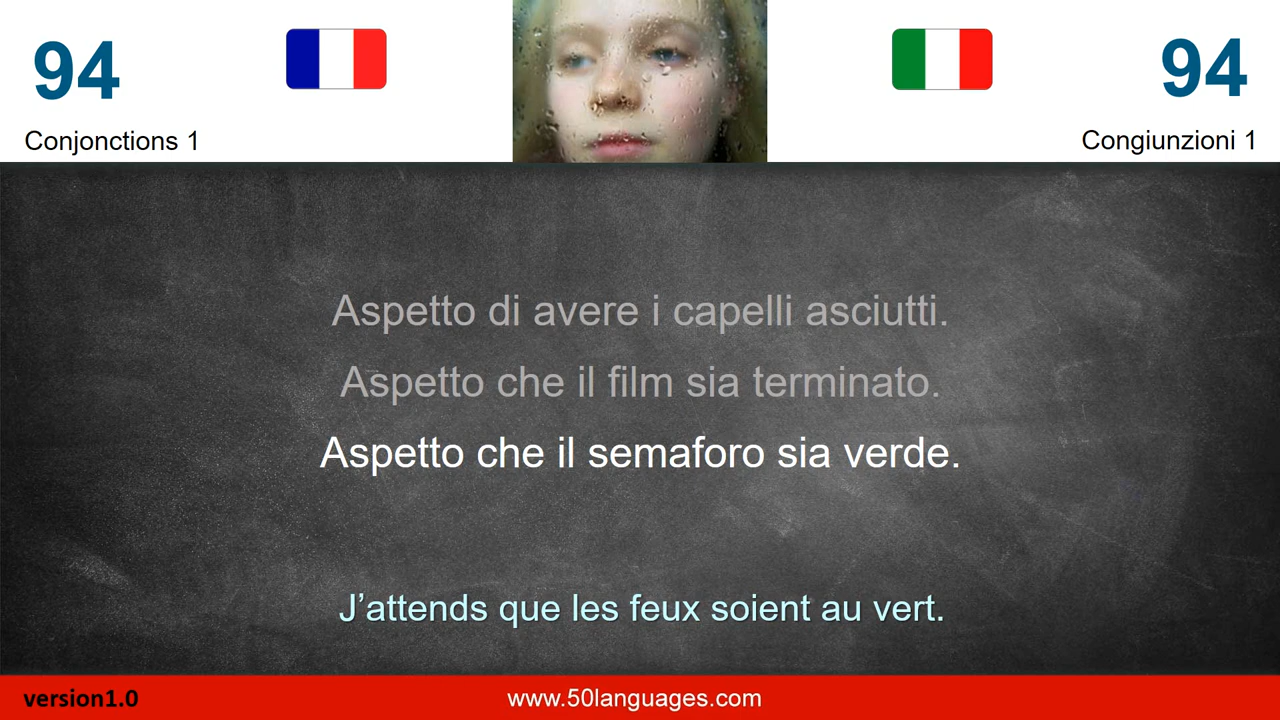 94
94
Conjonctions 1
Congiunzioni 1
Aspetto di avere i capelli asciutti.
Aspetto che il film sia terminato.
Aspetto che il semaforo sia verde.
J’attends que les feux soient au vert.
version1.0
www.50languages.com